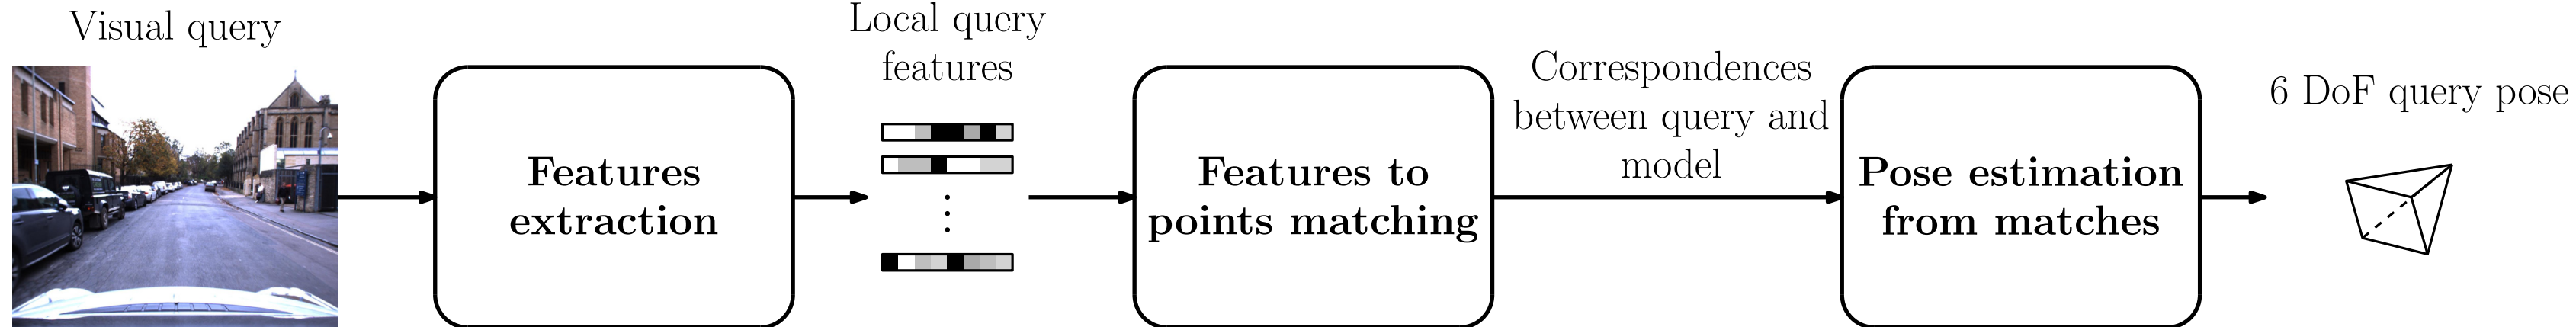 Visual query
Local query
features
Features
extraction
Features to
points matching
Correspondences
between query and
model
Pose estimation
from matches
6 DoF query pose